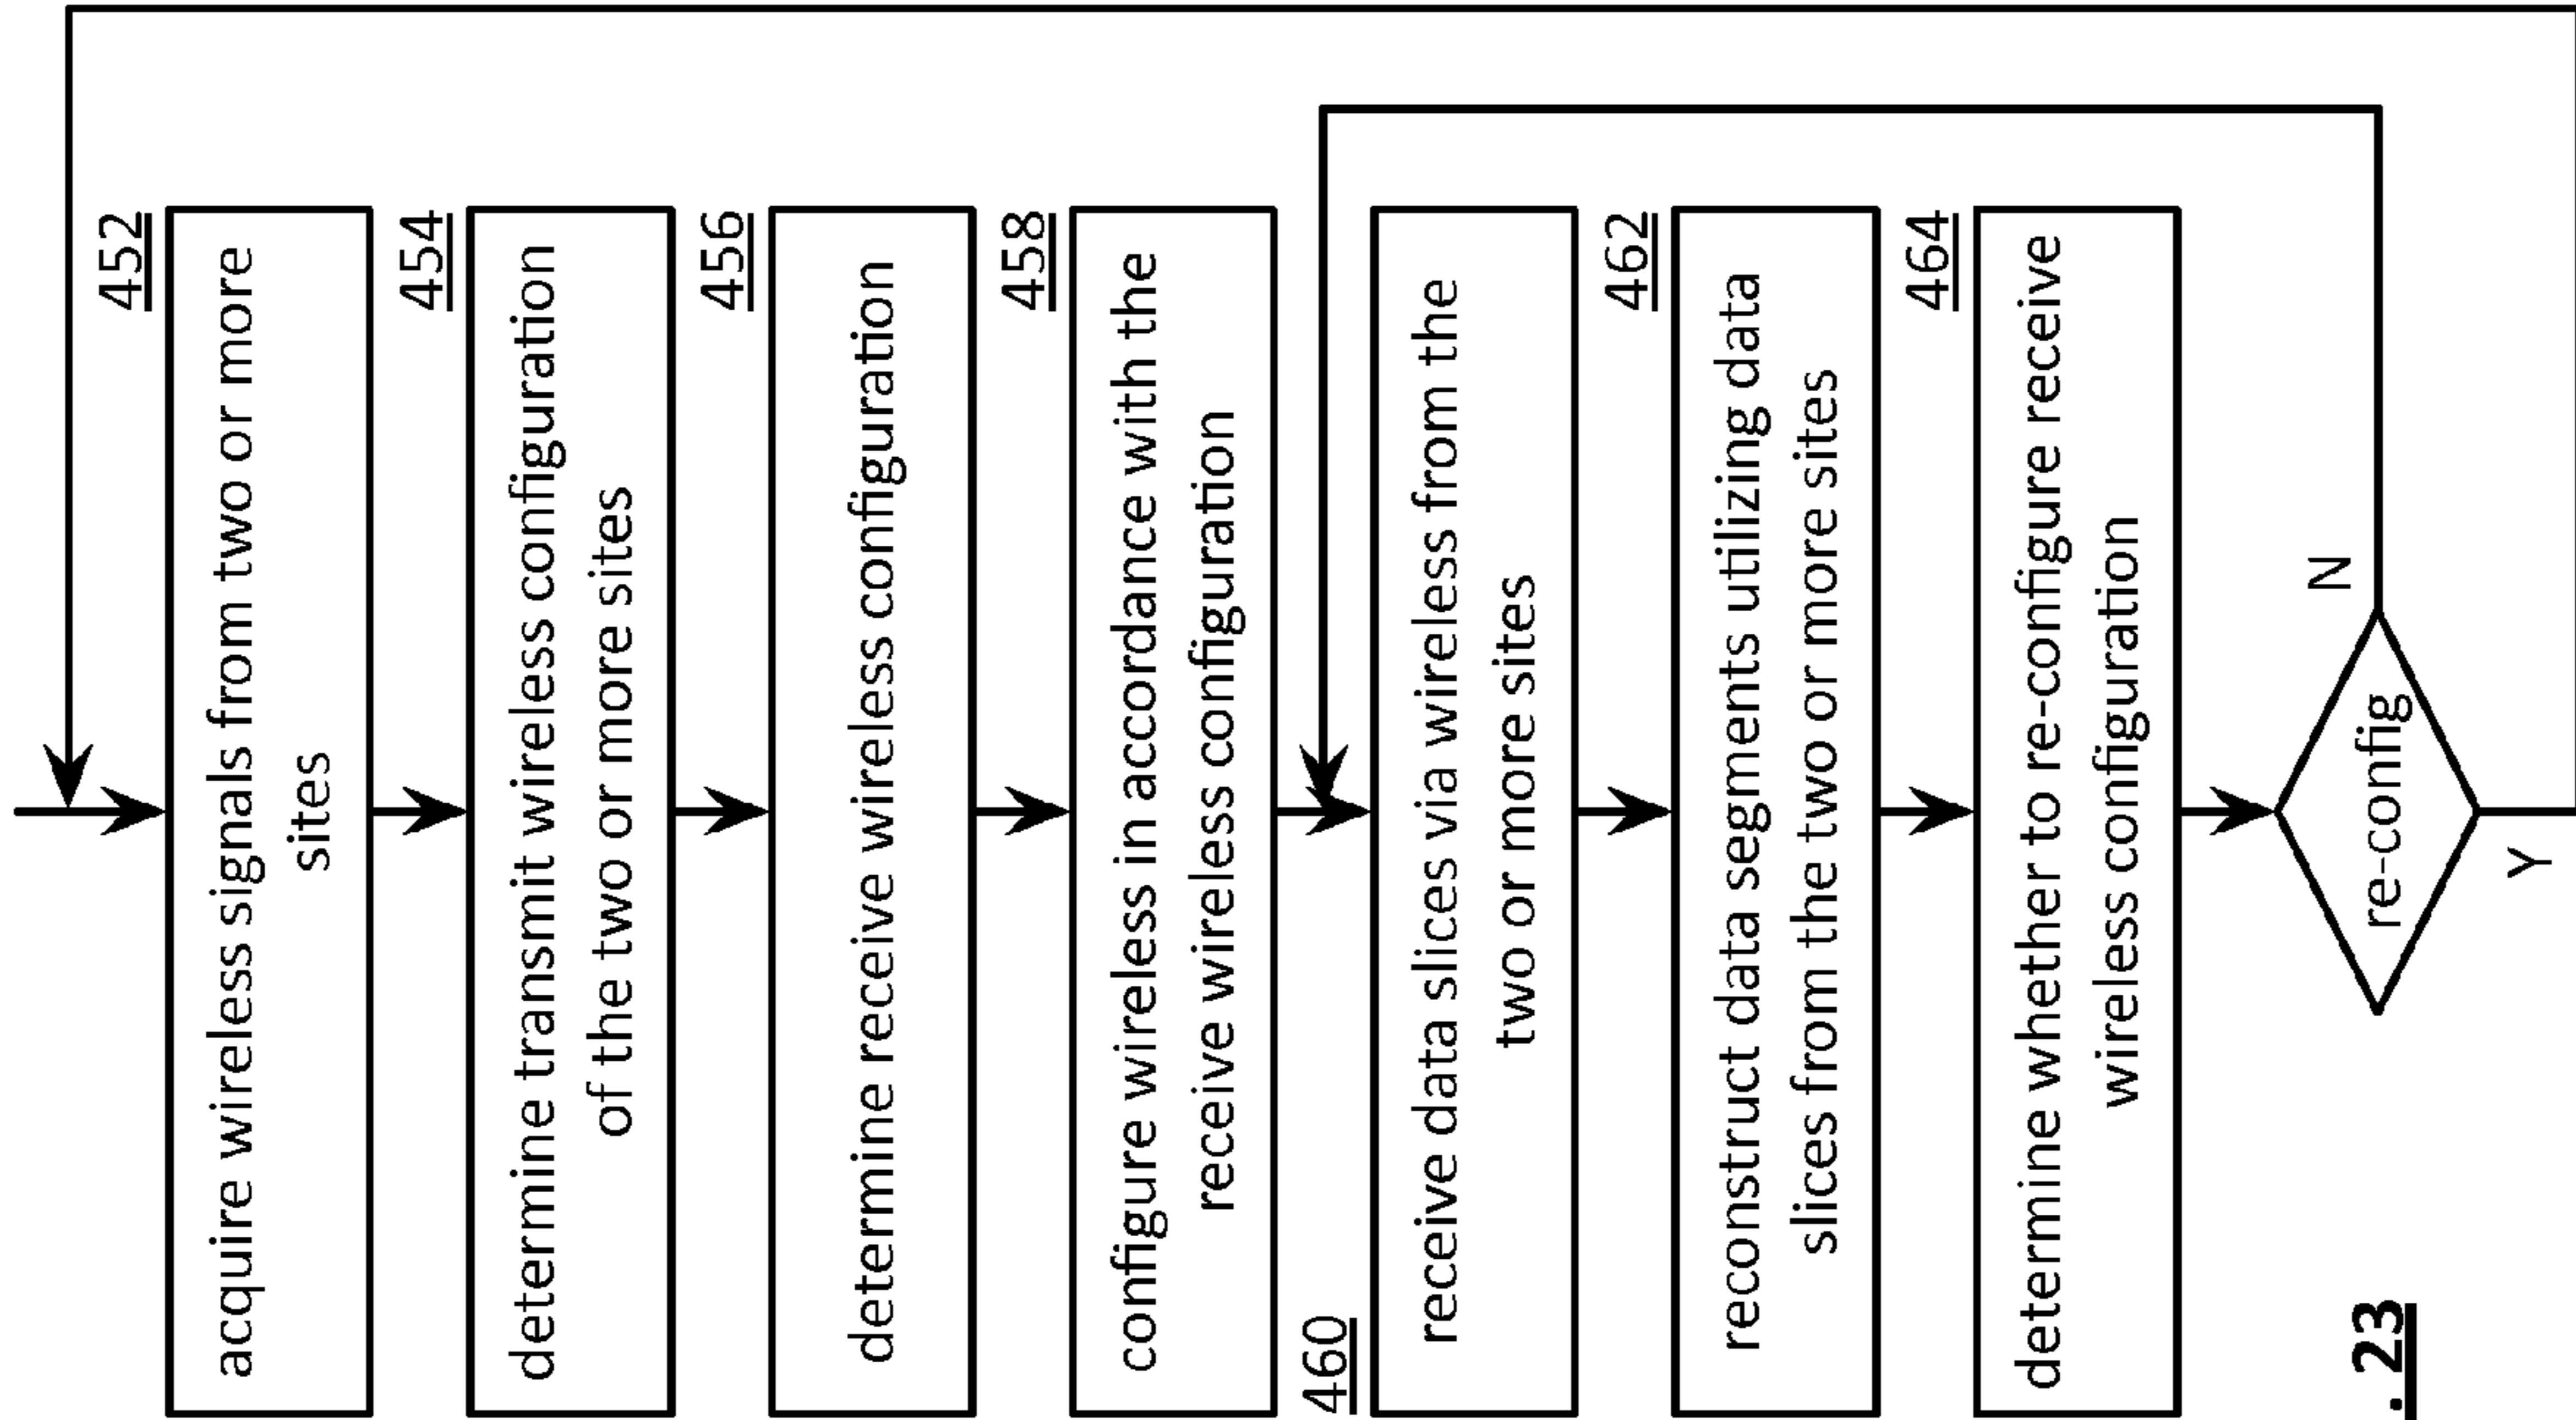 452
acquire wireless signals from two or more
sites
454
determine transmit wireless configuration
of the two or more sites
456
determine receive wireless configuration
458
configure wireless in accordance with the
receive wireless configuration
460
receive data slices via wireless from the
two or more sites
462
reconstruct data segments utilizing data
slices from the two or more sites
464
determine whether to re-configure receive
wireless configuration
re-config
N
Y
. 23